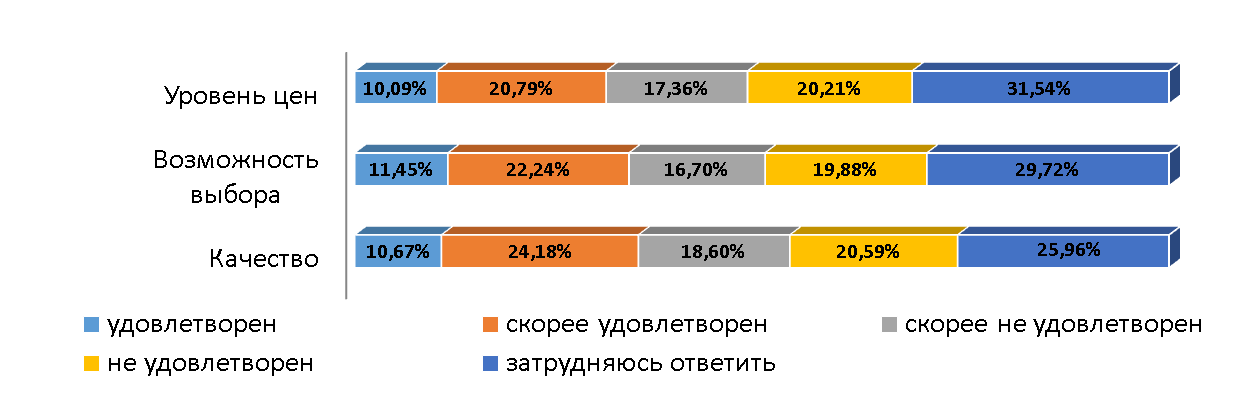 Уровень цен
10,09% 20,79% 17,36% 20,21% 31,54%
Возможность
выбора
11,45% 22,24% 16,70% 19,88% 29,72%
Качество
10,67% 24,18% 18,60% 20,59% 25,96%
удовлетворен скорее удовлетворен скорее не удовлетворен
не удовлетворен затрудняюсь ответить